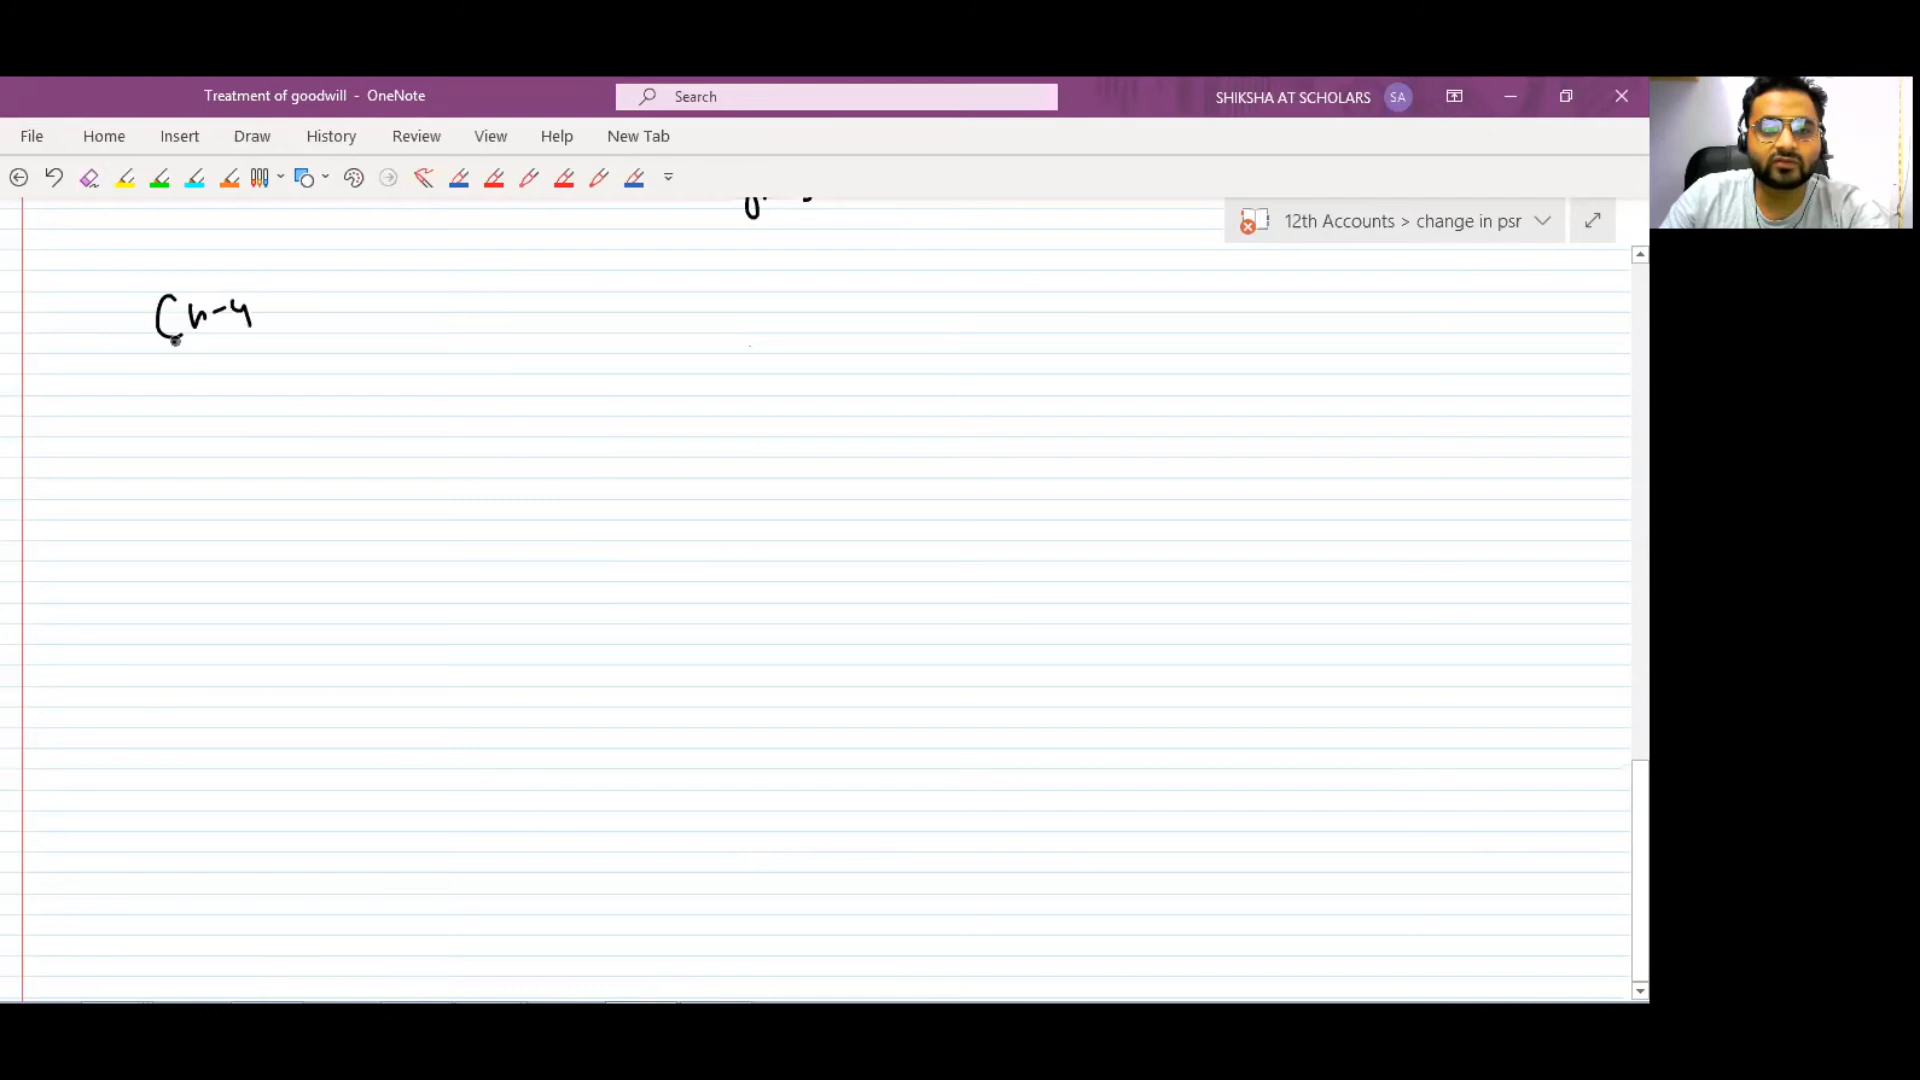 Treatment of goodwill - OneNote
Search
SHIKSHA AT SCHOLARS SA
File Home Insert Draw History Review View Help New Tab
12th Accounts > change in psr
Ch-4